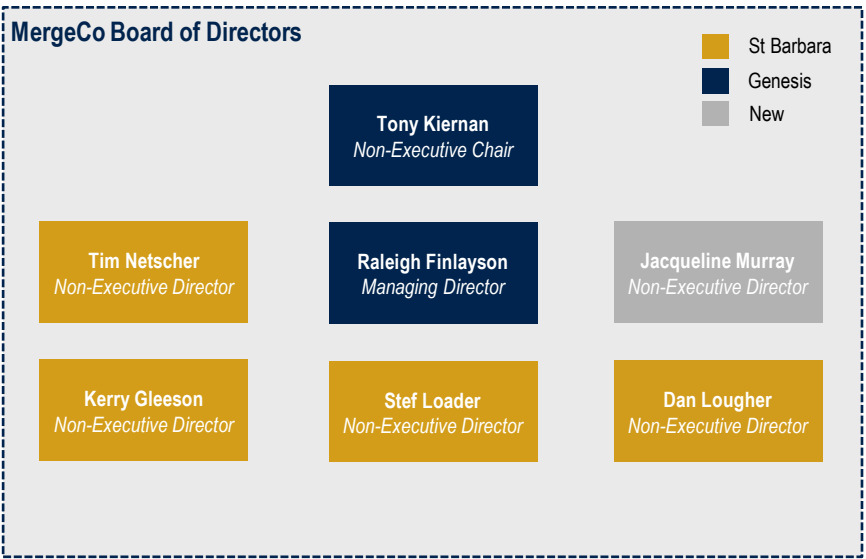 MergeCo Board of Directors
St Barbara
Genesis
New
Tony Kiernan
Non-Executive Chair
Tim Netscher
Non-Executive Director
Raleigh Finlayson
Managing Director
Jacqueline Murray
Non-Executive Director
Kerry Gleeson
Non-Executive Director
Stef Loader
Non-Executive Director
Dan Lougher
Non-Executive Director